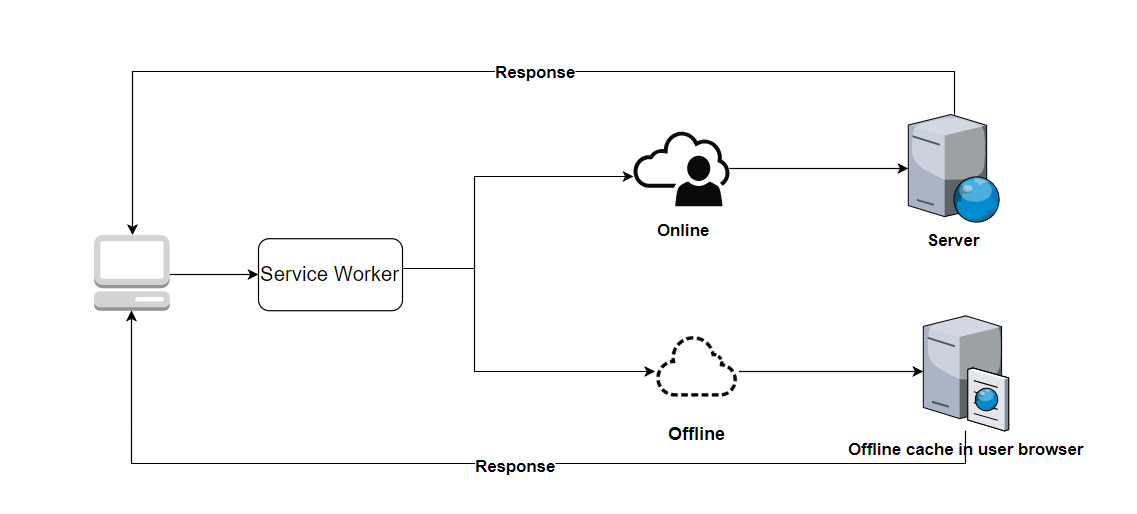 Response
Online
Server
Service Worker
Offline
Offline cache in user browser
Response